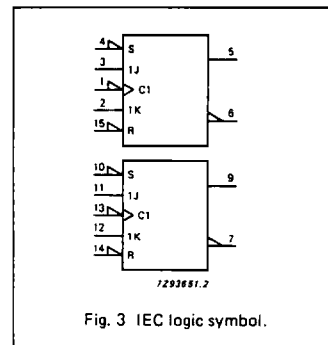 4 S 5
3 1J
1 C1
2 1K 6
15 R
10 S 9
11 1J
13 C1
12 1K 7
14 R
7293651.2
Fig. 3 IEC logic symbol.